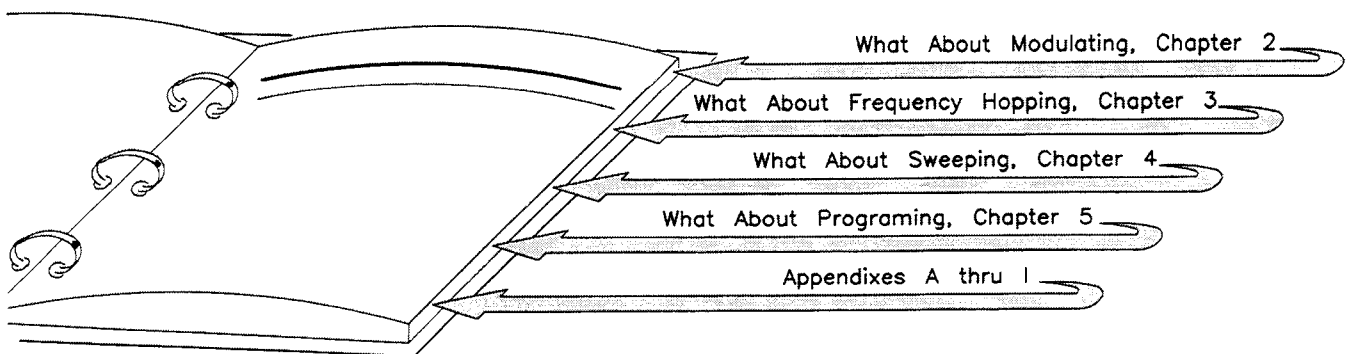 What About Modulating, Chapter 2
What About Frequency Hopping, Chapter 3
What About Sweeping, Chapter 4
What About Programing, Chapter 5
Appendixes A thru I